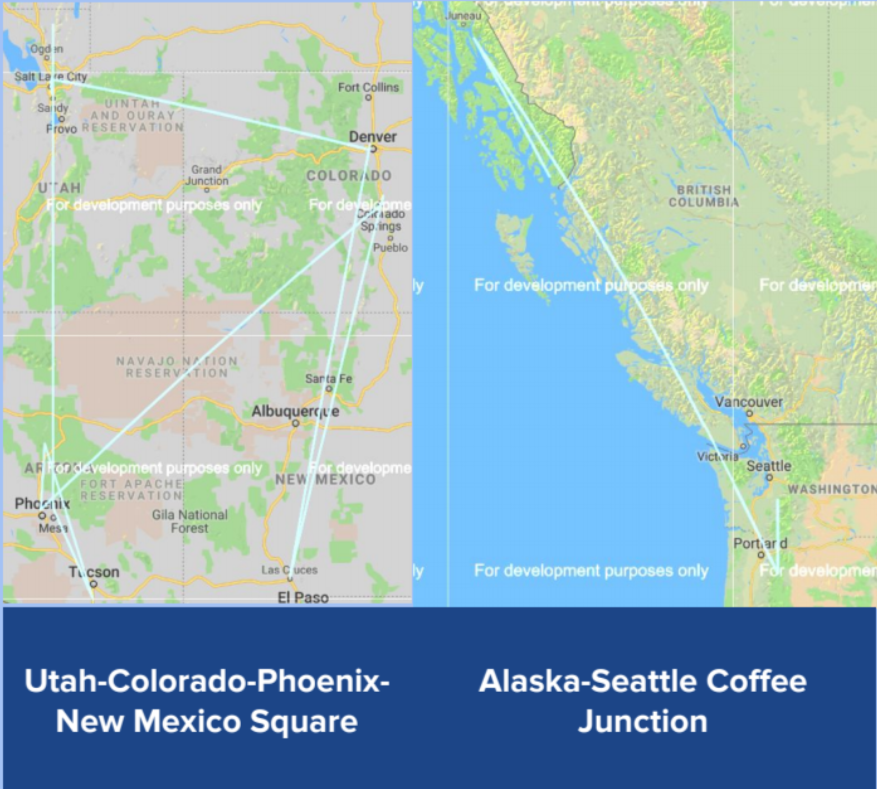 Ogden
Salt Lake City
Sandy
Provo
UINTAH
AND OURAY
RESERVATION
Fort Collins
Denver
Grand
Junction
COLORADO
UTAH
For development purposes only
For developme
Colorado
Springs
Pueblo
NAVAJO NATION
RESERVATION
Santa Fe
Albuquerque
For development purposes only
For developme
FORT APACHE
RESERVATION
NEW MEXICO
Phoenix
Mesa
Gila National
Forest
Tucson
Las Cruces
El Paso
Juneau
BRITISH
COLUMBIA
ly
For development purposes only
For developmen
Vancouver
Victoria
Seattle
WASHINGTON
Portland
ly
For development purposes only
For developmen
Utah-Colorado-Phoenix-
New Mexico Square
Alaska-Seattle Coffee
Junction